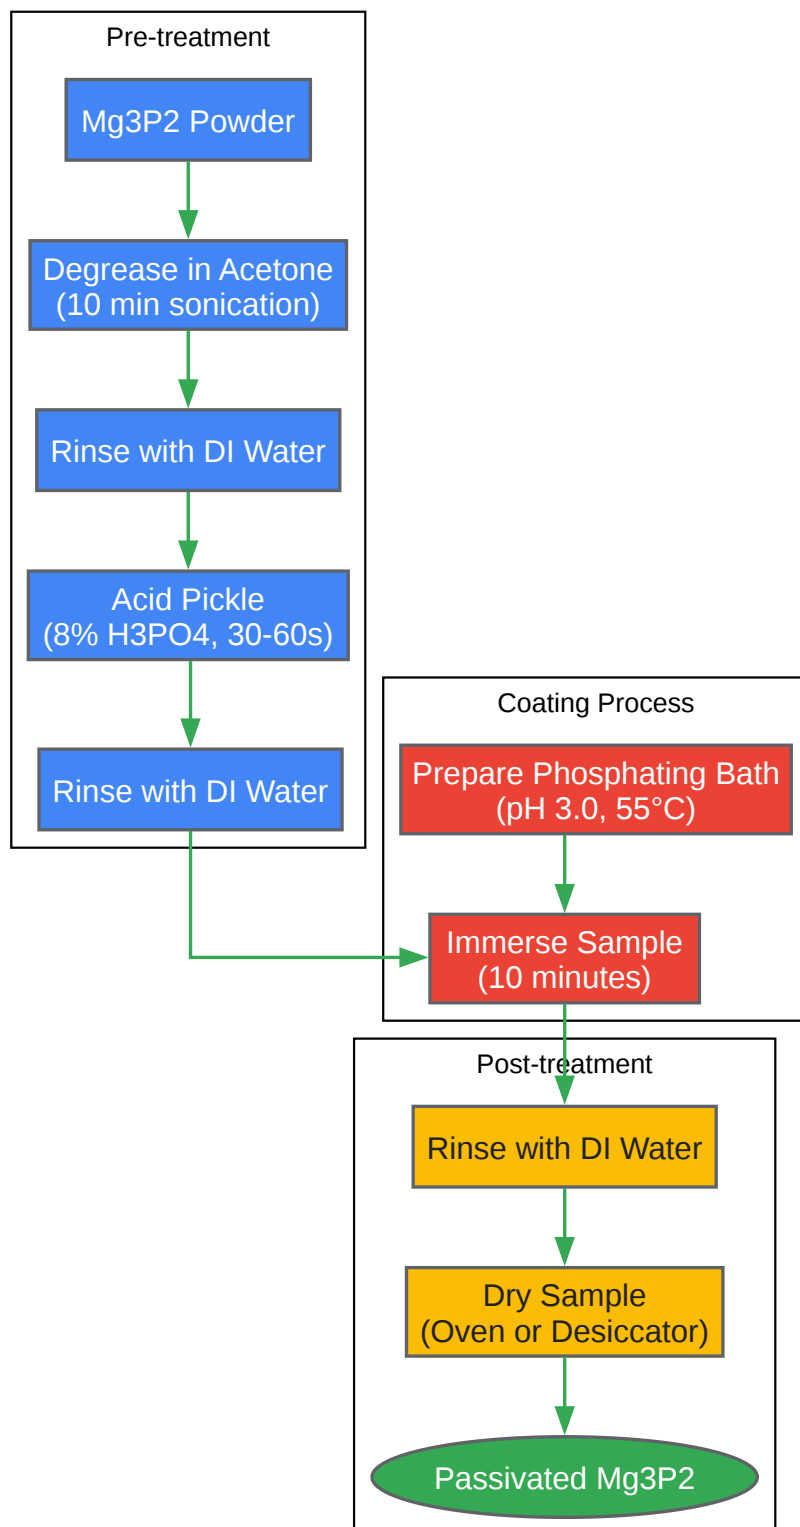 Pre-treatment
Mg3P2 Powder
Degrease in Acetone
(10 min sonication)
Rinse with DI Water
Acid Pickle
(8% H3PO4, 30-60s)
Rinse with DI Water
Coating Process
Prepare Phosphating Bath
(pH 3.0, 55°C)
Immerse Sample
(10 minutes)
Post-treatment
Rinse with DI Water
Dry Sample
(Oven or Desiccator)
Passivated Mg3P2